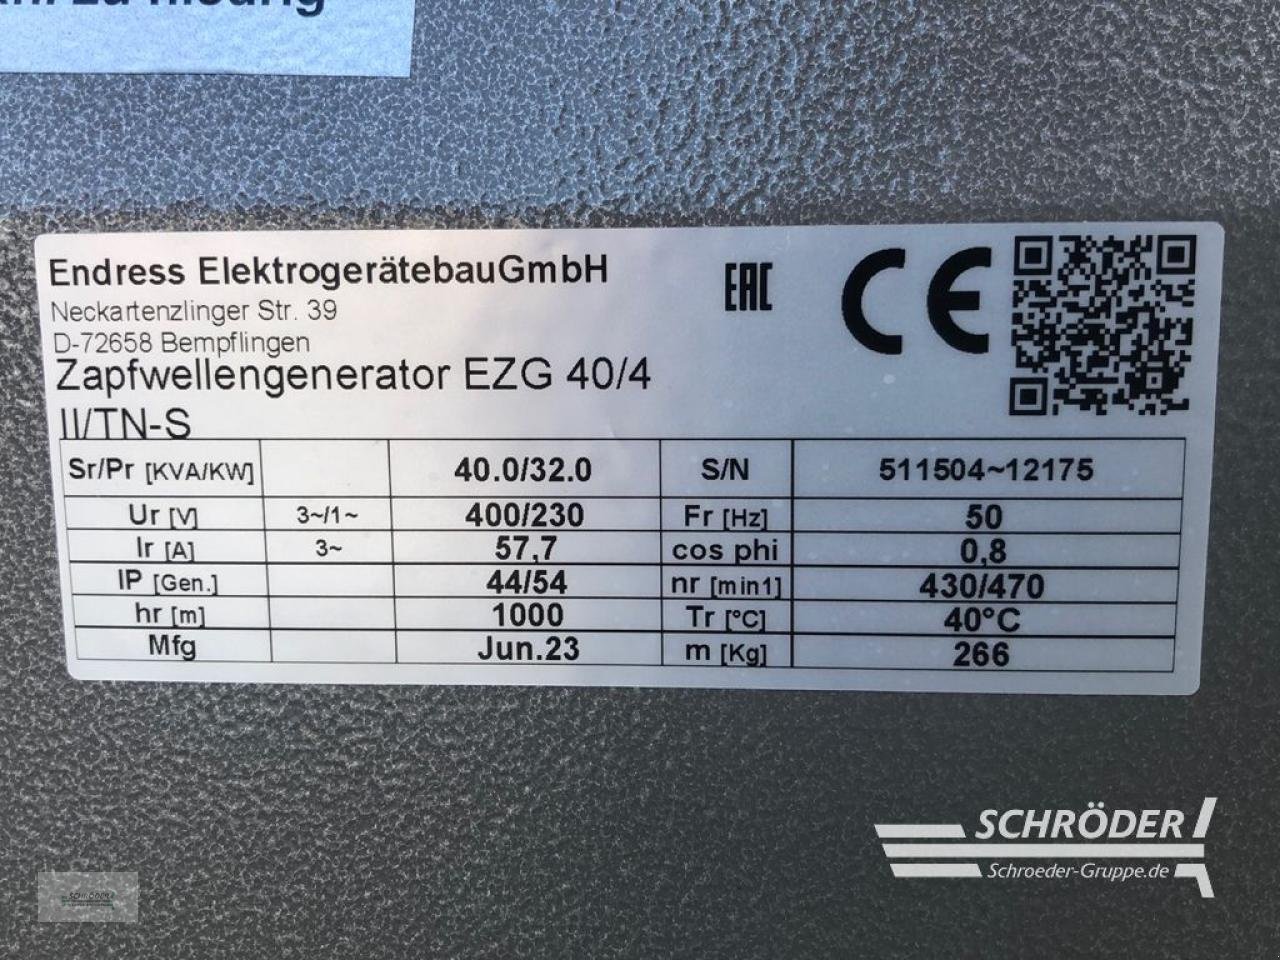 zu niedrig
Endress ElektrogerätebauGmbH
Neckartenzlinger Str. 39
D-72658 Bempflingen
Zapfwellengenerator EZG 40/4
II/TN-S
EAC
CE
Sr/Pr [KVA/KW] 40.0/32.0 S/N 511504~12175
Ur [V] 3~/1~ 400/230 Fr [Hz] 50
Ir [A] 3~ 57,7 cos phi 0,8
IP [Gen.] 44/54 nr [min1] 430/470
hr [m] 1000 Tr [°C] 40°C
Mfg Jun.23 m [Kg] 266
SCHRÖDER
Schroeder-Gruppe.de
SCHRÖDER